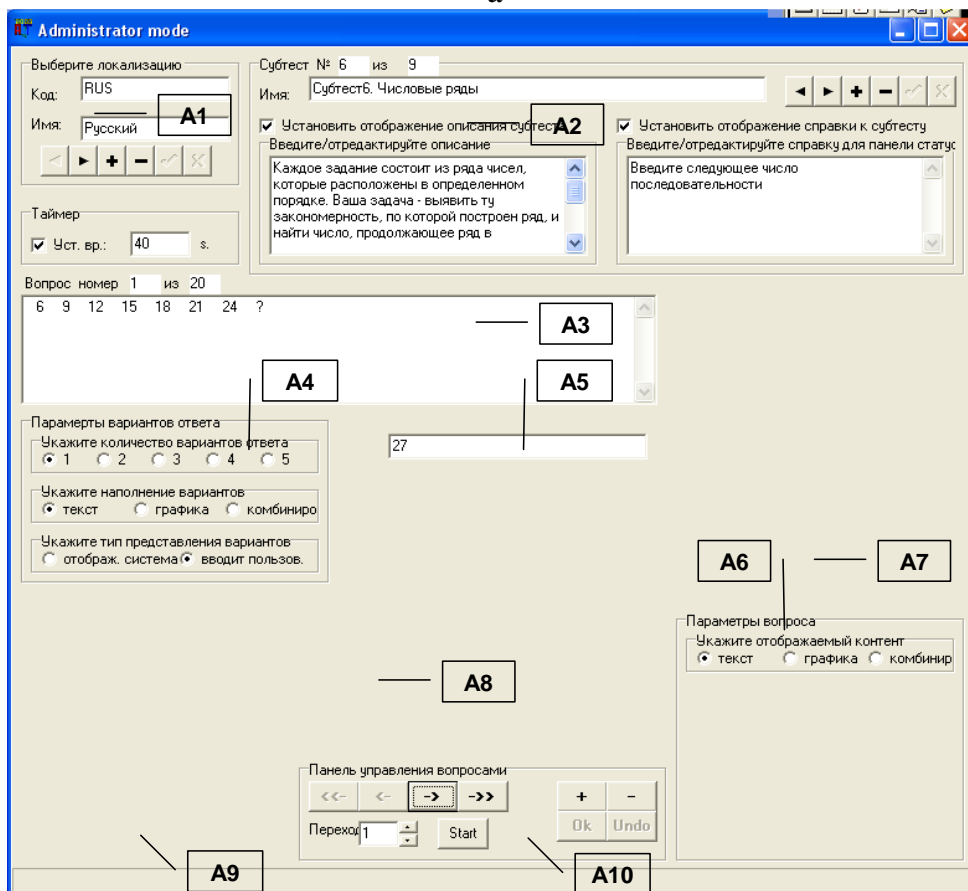 Administrator mode
Выберите локализацию
Код: RUS
Имя: Русский
A1
Субтест № 6 из 9
Имя: Субтест6. Числовые ряды
Установить отображение описания субтест
A2
Введите/отредактируйте описание
Каждое задание состоит из ряда чисел,
которые расположены в определенном
порядке. Ваша задача - выявить ту
закономерность, по которой построен ряд, и
найти число, продолжающее ряд в
Установить отображение справки к субтесту
Введите/отредактируйте справку для панели статус
Введите следующее число
последовательности
Таймер
Уст. вр.: 40 s.
Вопрос номер 1 из 20
6 9 12 15 18 21 24 ?
A3
A4
A5
Парамерты вариантов ответа
Укажите количество вариантов ответа
1 2 3 4 5
27
Укажите наполнение вариантов
текст графика комбиниро
Укажите тип представления вариантов
отображ. система вводит пользов.
A6
A7
Параметры вопроса
Укажите отображаемый контент
текст графика комбинир
A8
Панель управления вопросами
<<- <- -> ->> + -
Переход 1 Start Ok Undo
A9
A10